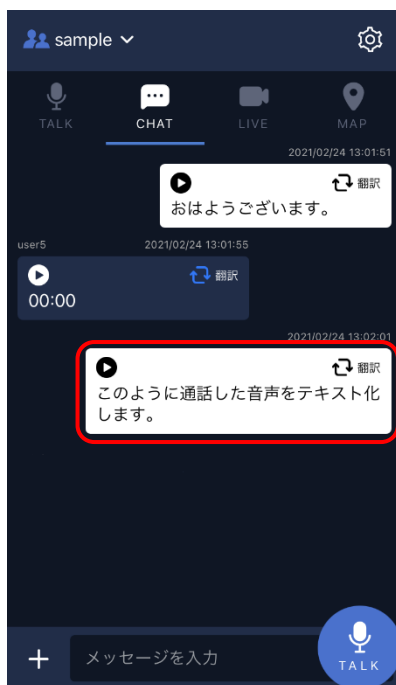 sample
TALK
CHAT
LIVE
MAP
2021/02/24 13:01:51
翻訳
おはようございます。
user5 2021/02/24 13:01:55
翻訳
00:00
2021/02/24 13:02:01
翻訳
このように通話した音声をテキスト化
します。
メッセージを入力
TALK